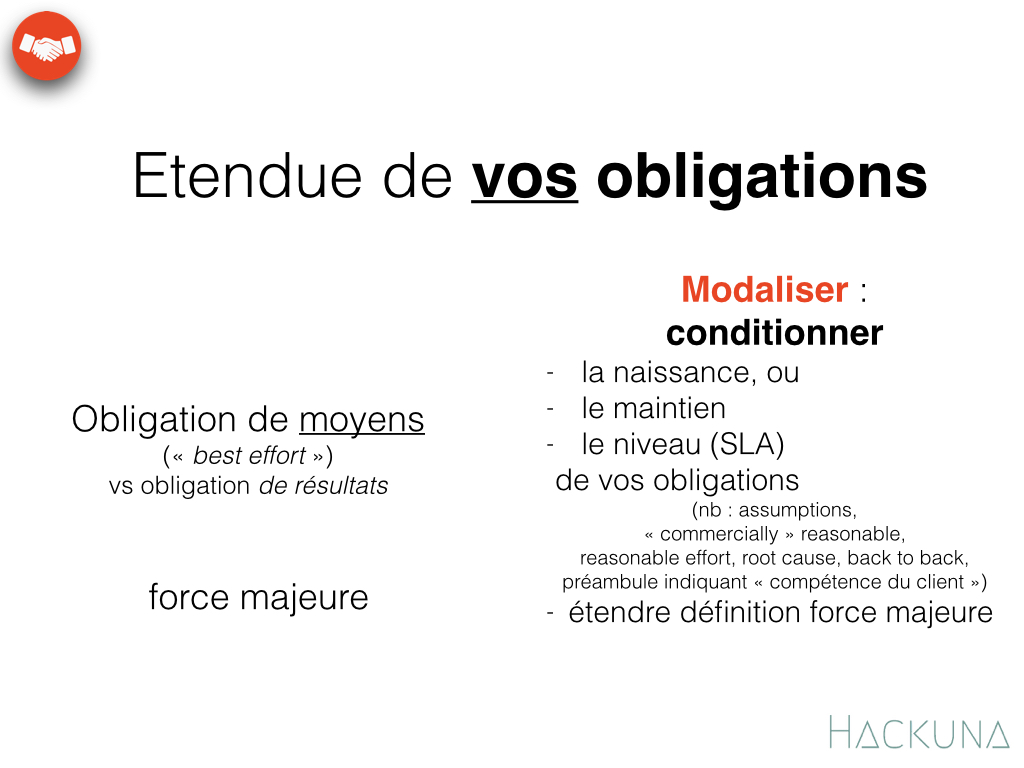 Etendue de vos obligations
Obligation de moyens
(« best effort »)
vs obligation de résultats
force majeure
Modaliser :
conditionner
- la naissance, ou
- le maintien
- le niveau (SLA)
de vos obligations
(nb : assumptions,
« commercially » reasonable,
reasonable effort, root cause, back to back,
préambule indiquant « compétence du client »)
- étendre définition force majeure
HACKUNA